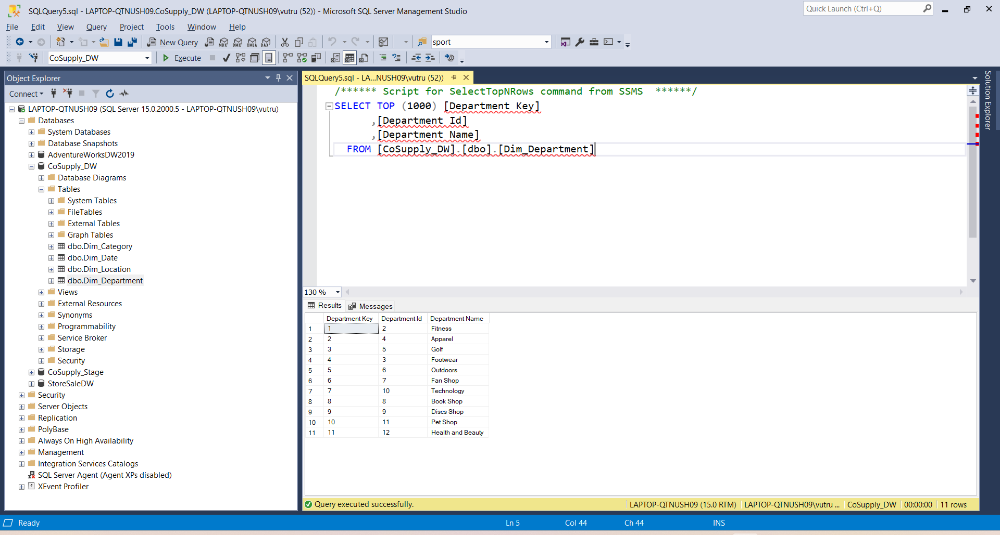 SQLQuery5.sql - LAPTOP-QTNUSH09.CoSupply_DW (LAPTOP-QTNUSH09\vutru (52)) - Microsoft SQL Server Management Studio
Quick Launch (Ctrl+Q)
File Edit View Query Project Tools Window Help
New Query MDX DMX XMLA DAX sport
CoSupply_DW Execute
Object Explorer
Connect
LAPTOP-QTNUSH09 (SQL Server 15.0.2000.5 - LAPTOP-QTNUSH09\vutru)
Databases
System Databases
Database Snapshots
AdventureWorksDW2019
CoSupply_DW
Database Diagrams
Tables
System Tables
FileTables
External Tables
Graph Tables
dbo.Dim_Category
dbo.Dim_Date
dbo.Dim_Location
dbo.Dim_Department
Views
External Resources
Synonyms
Programmability
Service Broker
Storage
Security
CoSupply_Stage
StoreSaleDW
Security
Server Objects
Replication
PolyBase
Always On High Availability
Management
Integration Services Catalogs
SQL Server Agent (Agent XPs disabled)
XEvent Profiler
SQLQuery5.sql - LA...NUSH09\vutru (52))
/****** Script for SelectTopNRows command from SSMS  ******/
SELECT TOP (1000) [Department Key]
,[Department Id]
,[Department Name]
FROM [CoSupply_DW].[dbo].[Dim_Department]
Solution Explorer
130 %
Results Messages
Department Key Department Id Department Name
1 1 2 Fitness
2 2 4 Apparel
3 3 5 Golf
4 4 3 Footwear
5 5 6 Outdoors
6 6 7 Fan Shop
7 7 10 Technology
8 8 8 Book Shop
9 9 9 Discs Shop
10 10 11 Pet Shop
11 11 12 Health and Beauty
Query executed successfully. LAPTOP-QTNUSH09 (15.0 RTM) LAPTOP-QTNUSH09\vutru ... CoSupply_DW 00:00:00 11 rows
Ready Ln 5 Col 44 Ch 44 INS